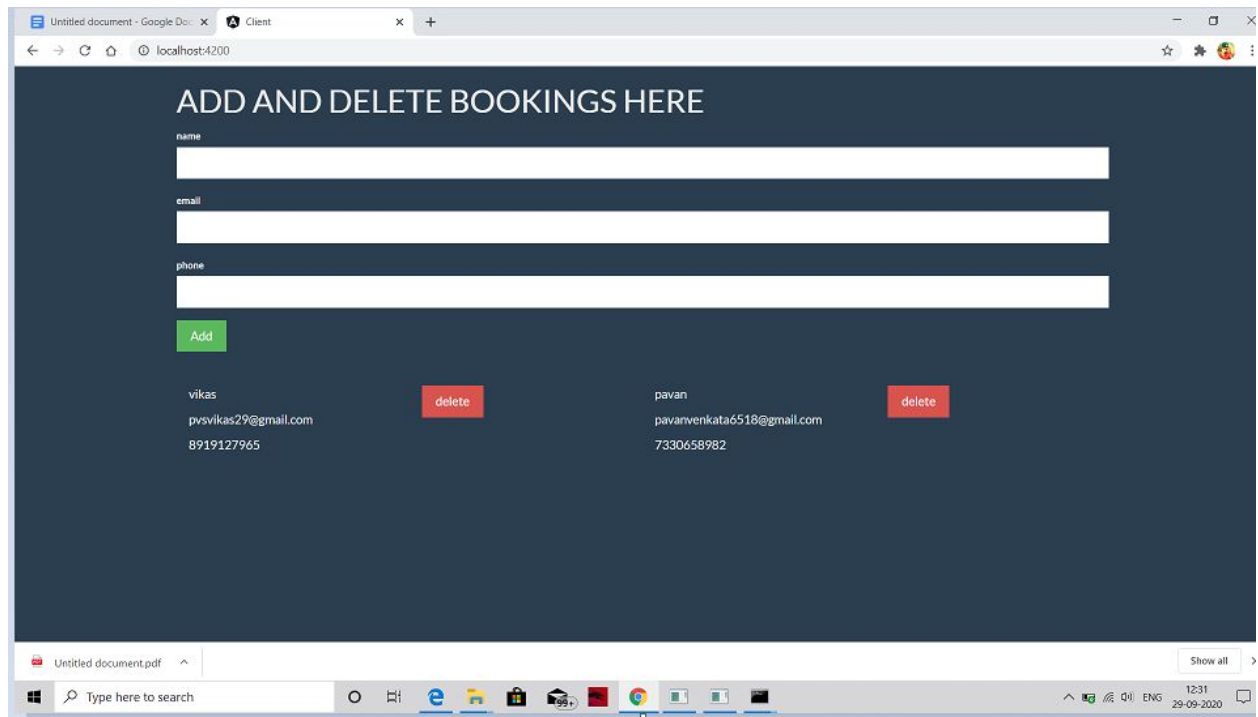 Untitled document - Google Doc
Client
localhost:4200
ADD AND DELETE BOOKINGS HERE
name
email
phone
Add
vikas
delete
pvsvikas29@gmail.com
8919127965
pavan
delete
pavanvenkata6518@gmail.com
7330658982
Untitled document.pdf
Show all
Type here to search
99+
ENG
12:31
29-09-2020